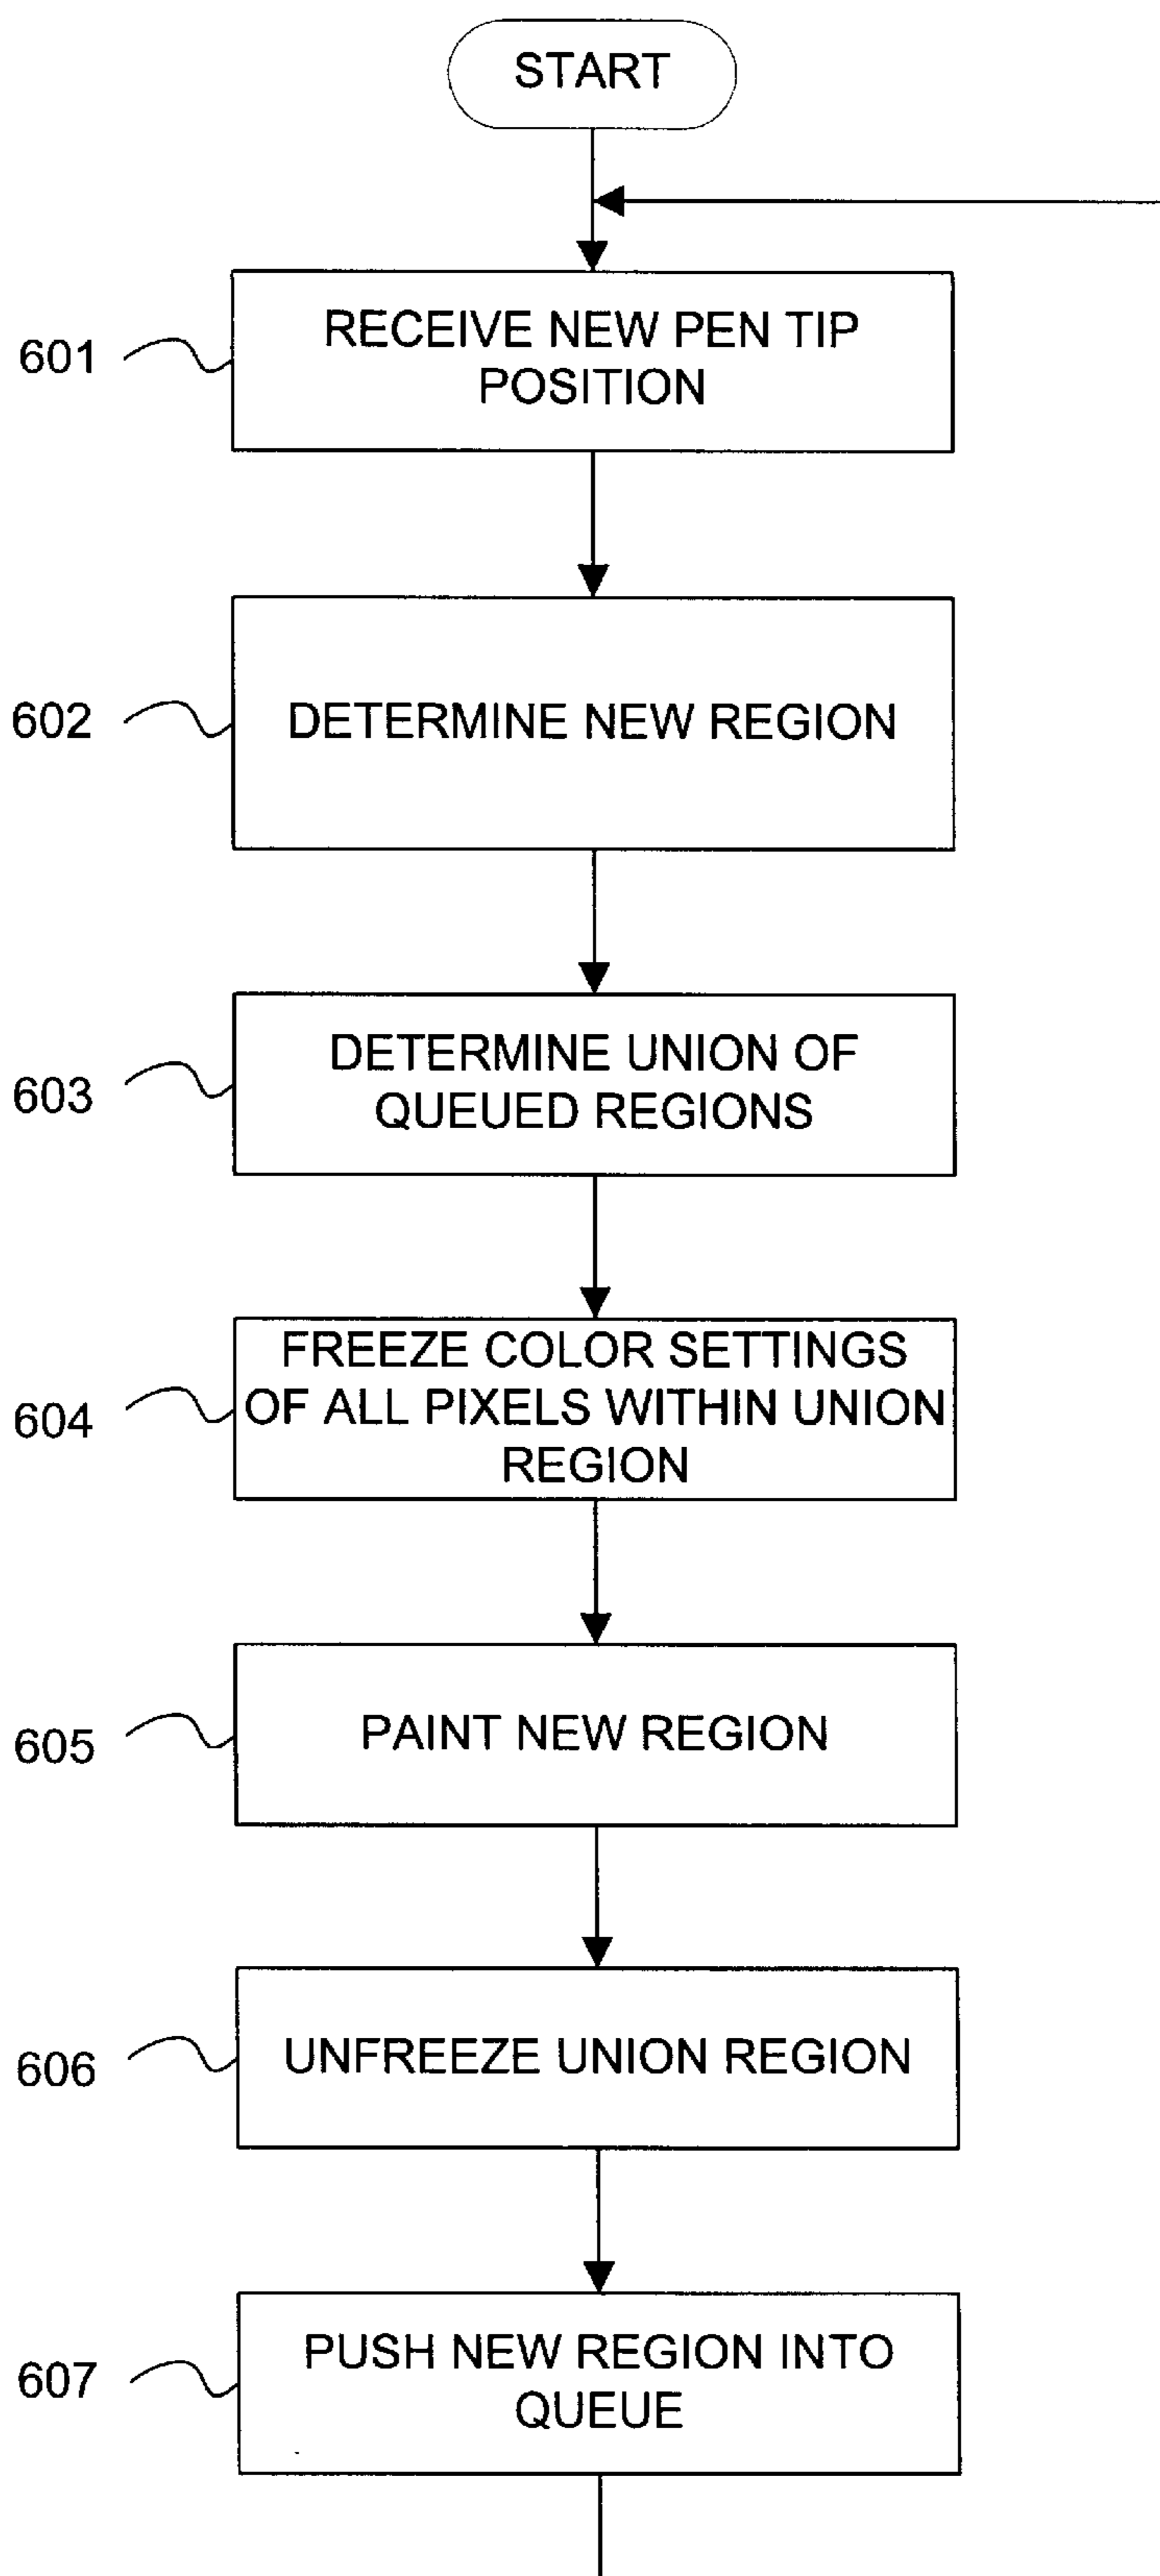 START
601
RECEIVE NEW PEN TIP
POSITION
602
DETERMINE NEW REGION
603
DETERMINE UNION OF
QUEUED REGIONS
604
FREEZE COLOR SETTINGS
OF ALL PIXELS WITHIN UNION
REGION
605
PAINT NEW REGION
606
UNFREEZE UNION REGION
607
PUSH NEW REGION INTO
QUEUE